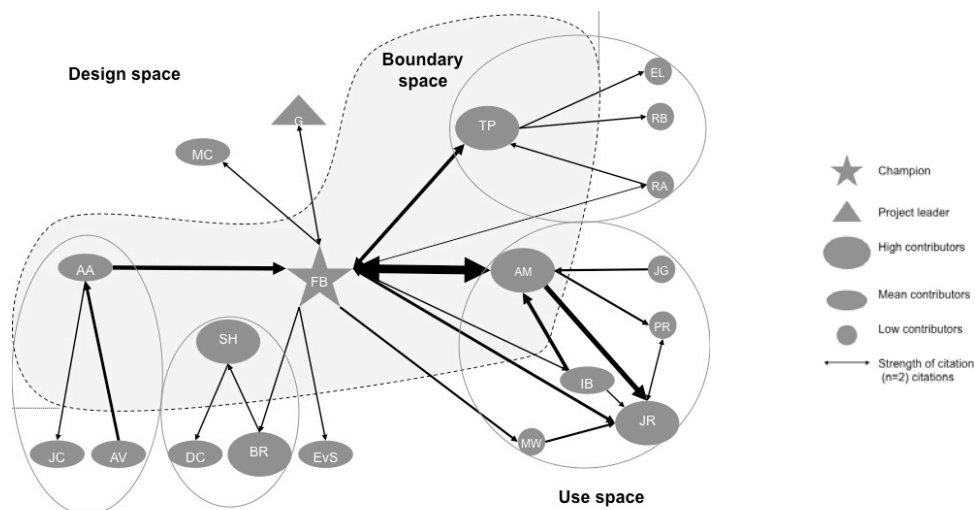 Design space
Boundary
space
G
MC
TP
EL
RB
RA
AA
FB
AM
JG
PR
SH
IB
JR
MW
JC
AV
DC
BR
EvS
Use space
Champion
Project leader
High contributors
Mean contributors
Low contributors
Strength of citation
(n=2) citations